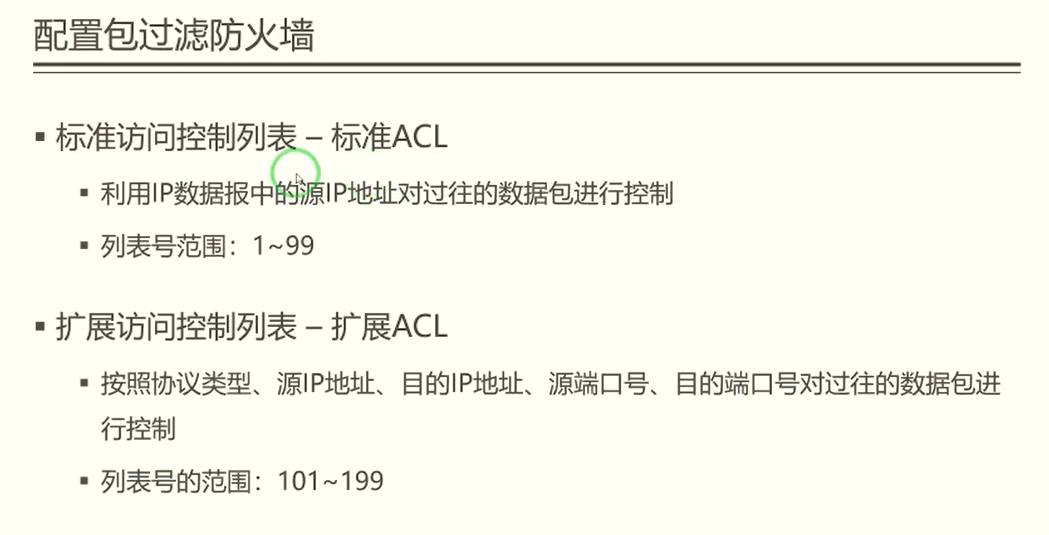 配置包过滤防火墙
▪ 标准访问控制列表 – 标准ACL
▪ 利用IP数据报中的源IP地址对过往的数据包进行控制
▪ 列表号范围：1~99
▪ 扩展访问控制列表 – 扩展ACL
▪ 按照协议类型、源IP地址、目的IP地址、源端口号、目的端口号对过往的数据包进
行控制
▪ 列表号的范围：101~199